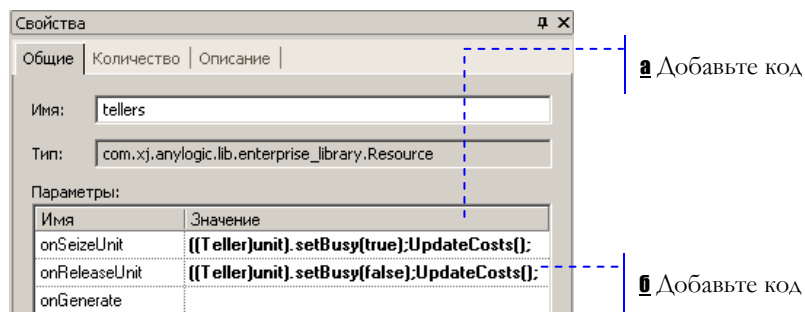 Свойства
Общие Количество Описание
а Добавьте код
Имя: tellers
Тип: com.xj.anylogic.lib.enterprise_library.Resource
Параметры:
Имя Значение
onSeizeUnit ((Teller)unit).setBusy(true);UpdateCosts();
onReleaseUnit ((Teller)unit).setBusy(false);UpdateCosts();
б Добавьте код
onGenerate